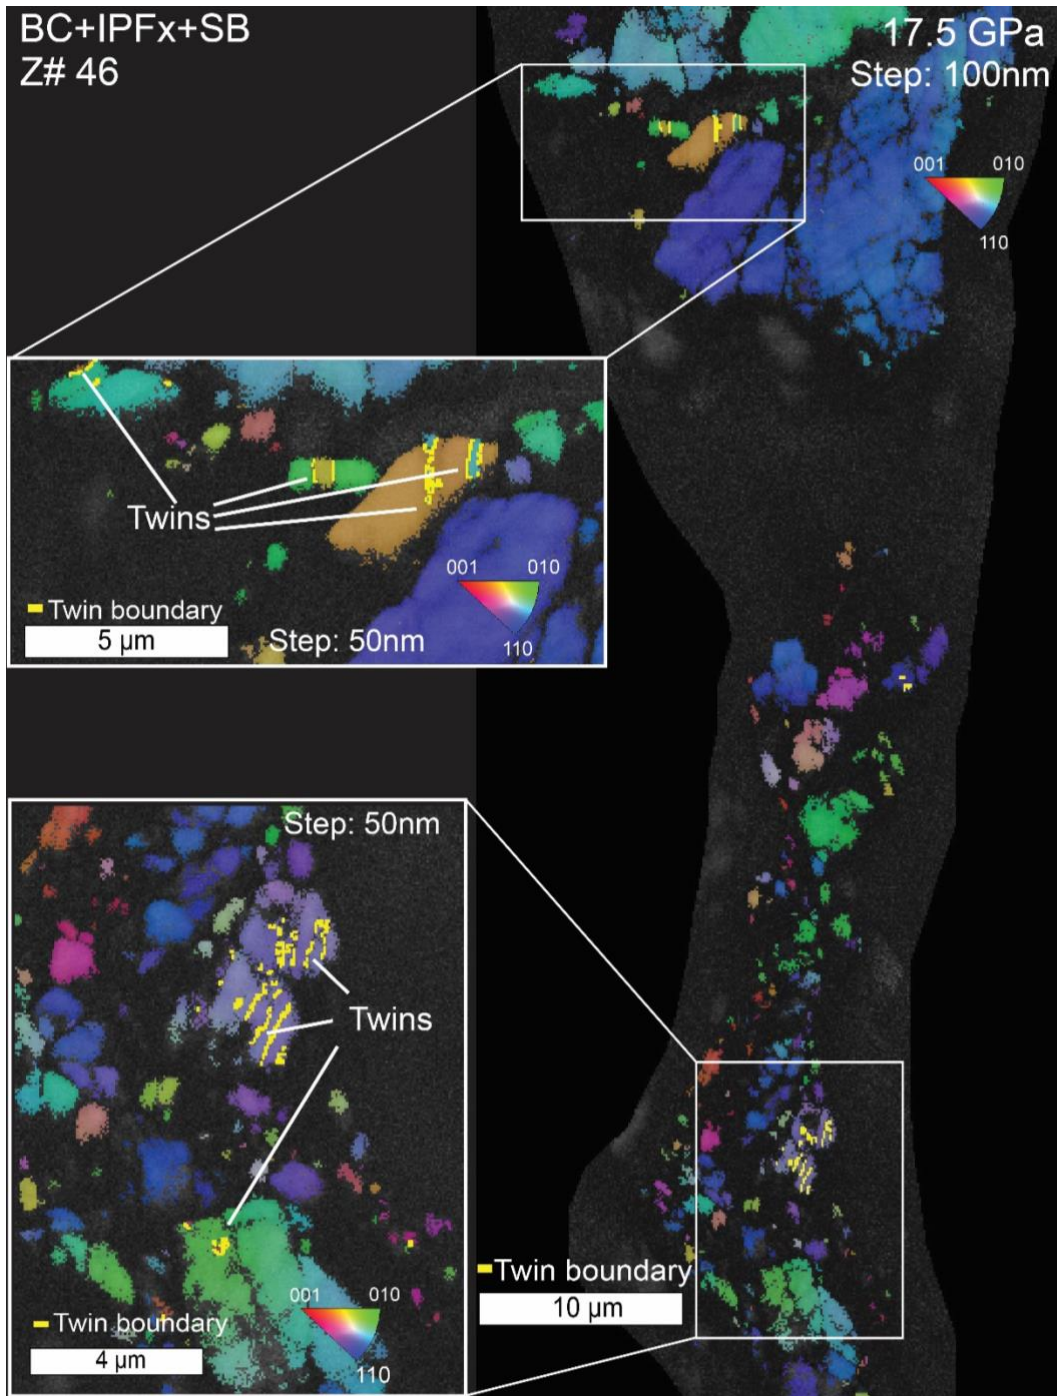 BC+IPFx+SB
Z# 46
17.5 GPa
Step: 100nm
001 010
110
Twins
001 010
110
Twin boundary
5 µm
Step: 50nm
Step: 50nm
Twins
001 010
110
Twin boundary
4 µm
Twin boundary
10 µm